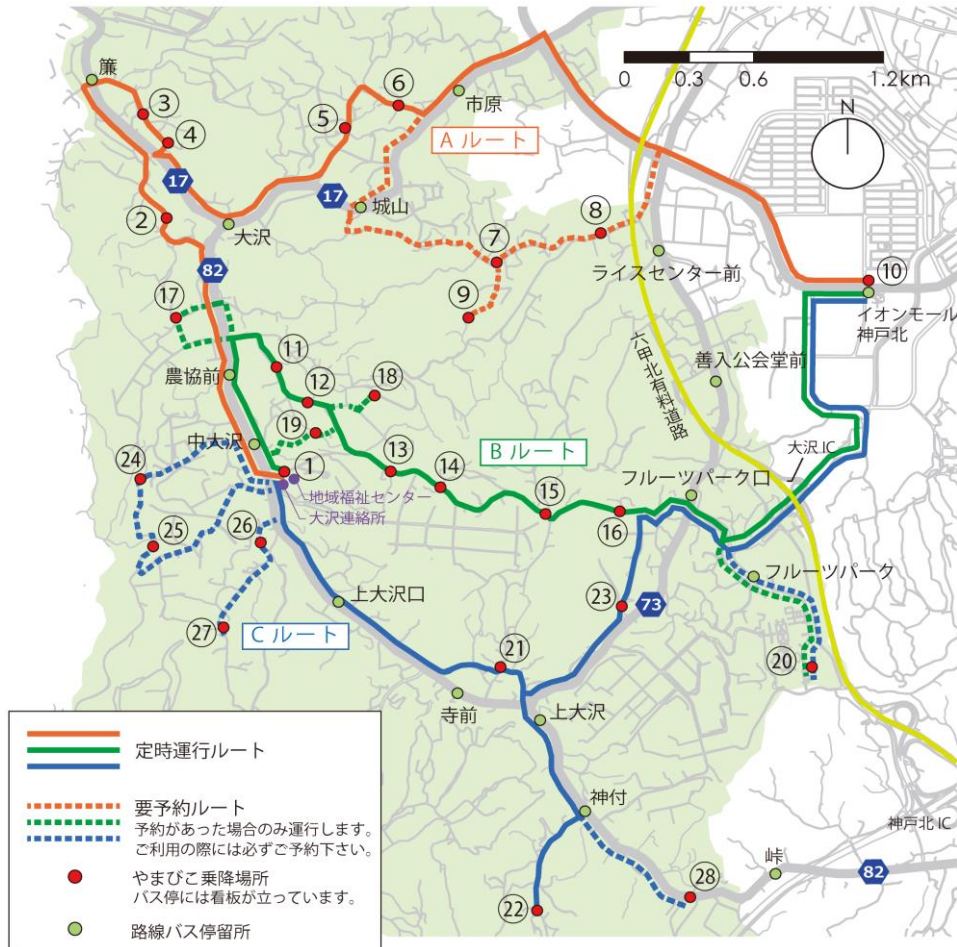 簾
③
④
⑥
⑤
市原
0 0.3 0.6 1.2km
N
Aルート
17
17
②
大沢
城山
⑧
⑦
ライスセンター前
⑩
82
⑨
イオンモール
神戸北
⑰
六甲北有料道路
善入公会堂前
⑪
農協前
⑫
⑱
中大沢
⑲
Bルート
大沢 IC
⑬
⑭
フルーツパーク口
㉔
①
地域福祉センター
大沢連絡所
⑮
⑯
㉕
㉖
フルーツパーク
上大沢口
㉓
73
㉗
Cルート
㉑
⑳
寺前
上大沢
神付
神戸北 IC
峠
82
㉘
㉒
定時運行ルート
要予約ルート
予約があった場合のみ運行します。
ご利用の際には必ずご予約下さい。
やまびこ乗降場所
バス停には看板が立っています。
路線バス停留所